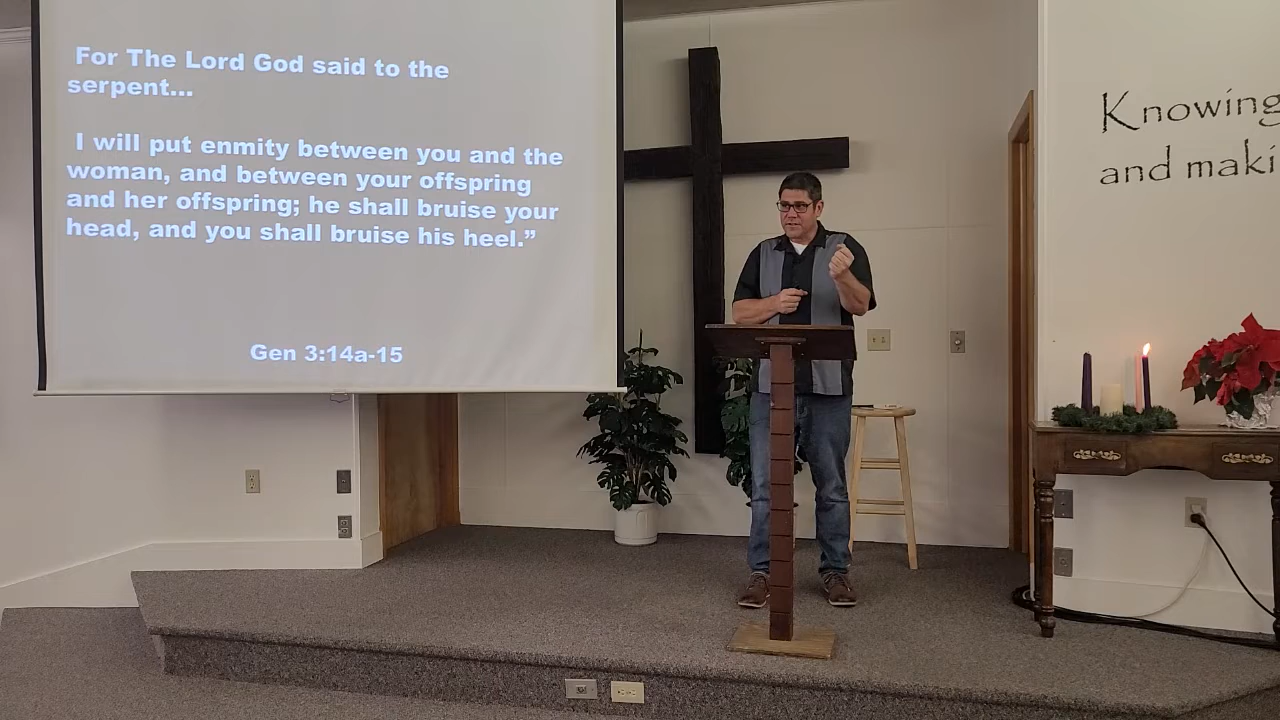 For The Lord God said to the
serpent...
I will put enmity between you and the
woman, and between your offspring
and her offspring; he shall bruise your
head, and you shall bruise his heel.”
Gen 3:14a-15
Knowing
and maki